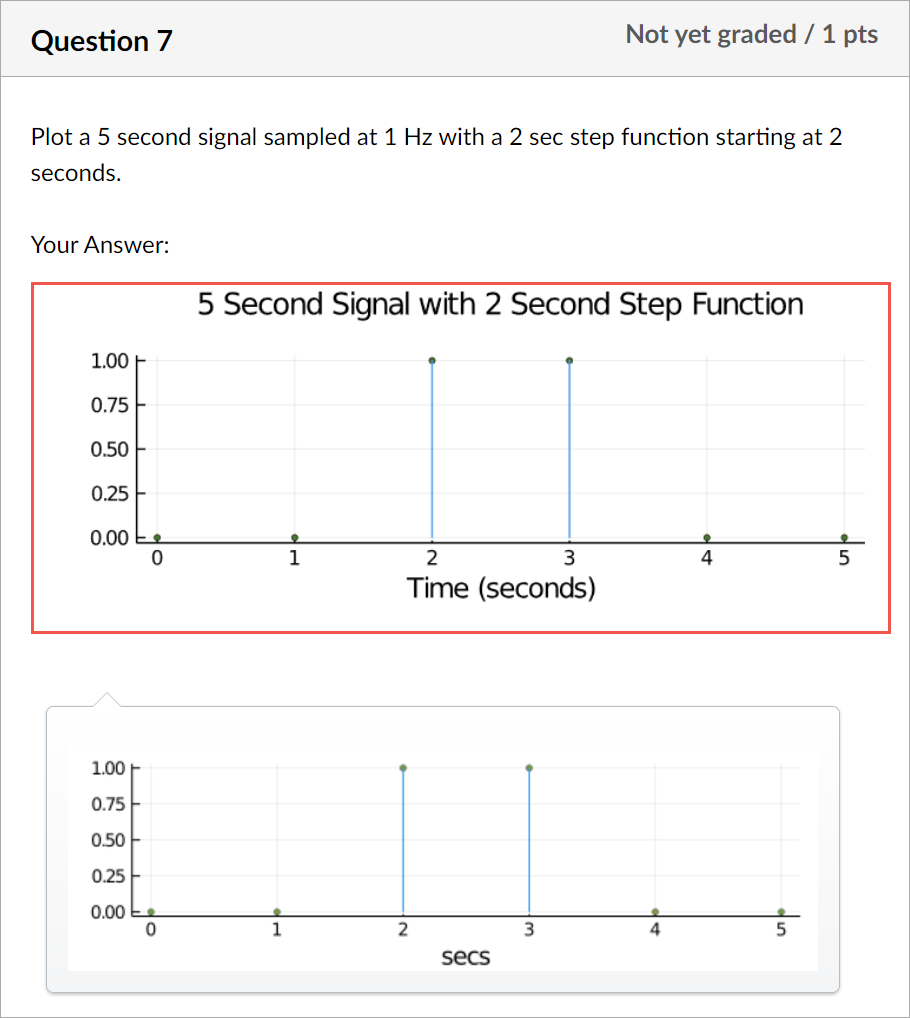 Question 7
Not yet graded / 1 pts
Plot a 5 second signal sampled at 1 Hz with a 2 sec step function starting at 2
seconds.
Your Answer:
5 Second Signal with 2 Second Step Function
1.00
0.75
0.50
0.25
0.00
0 1 2 3 4 5
Time (seconds)
1.00
0.75
0.50
0.25
0.00
0 1 2 3 4 5
secs